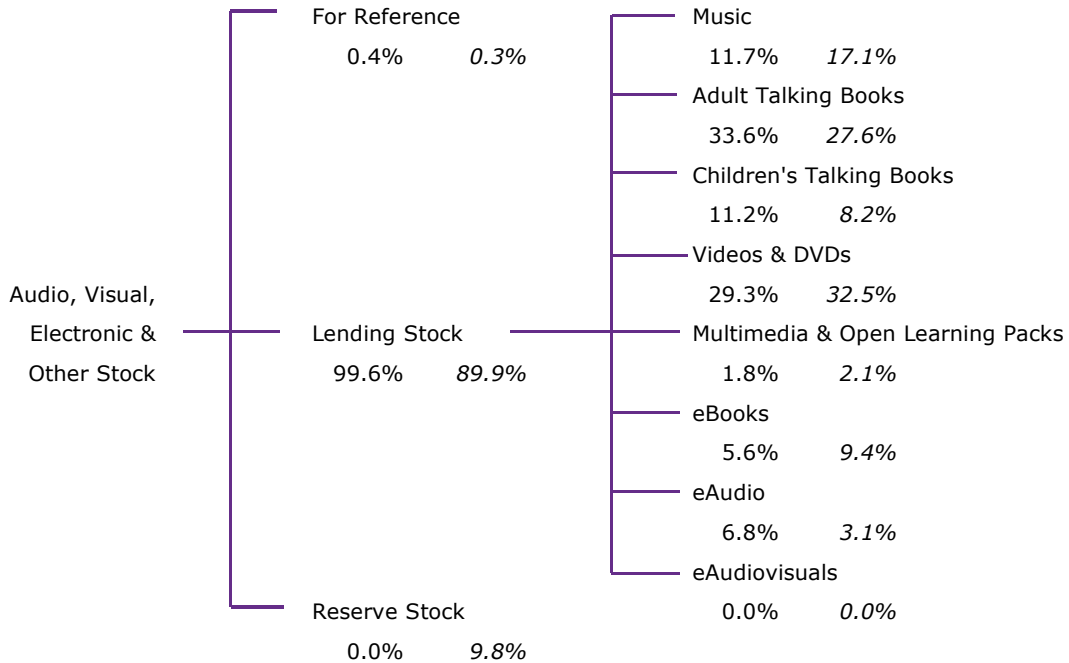 For Reference
0.4% 0.3%
Audio, Visual,
Electronic &
Other Stock
Lending Stock
99.6% 89.9%
Reserve Stock
0.0% 9.8%
Music
11.7% 17.1%
Adult Talking Books
33.6% 27.6%
Children's Talking Books
11.2% 8.2%
Videos & DVDs
29.3% 32.5%
Multimedia & Open Learning Packs
1.8% 2.1%
eBooks
5.6% 9.4%
eAudio
6.8% 3.1%
eAudiovisuals
0.0% 0.0%